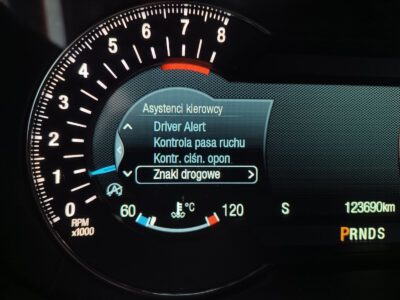 8
7
6
5
4
3
2
1
0
RPM
x1000
Asystenci kierowcy
Driver Alert
Kontrola pasa ruchu
Kontr. ciśn. opon
Znaki drogowe
60 °C 120
S 123690km
PRNDS